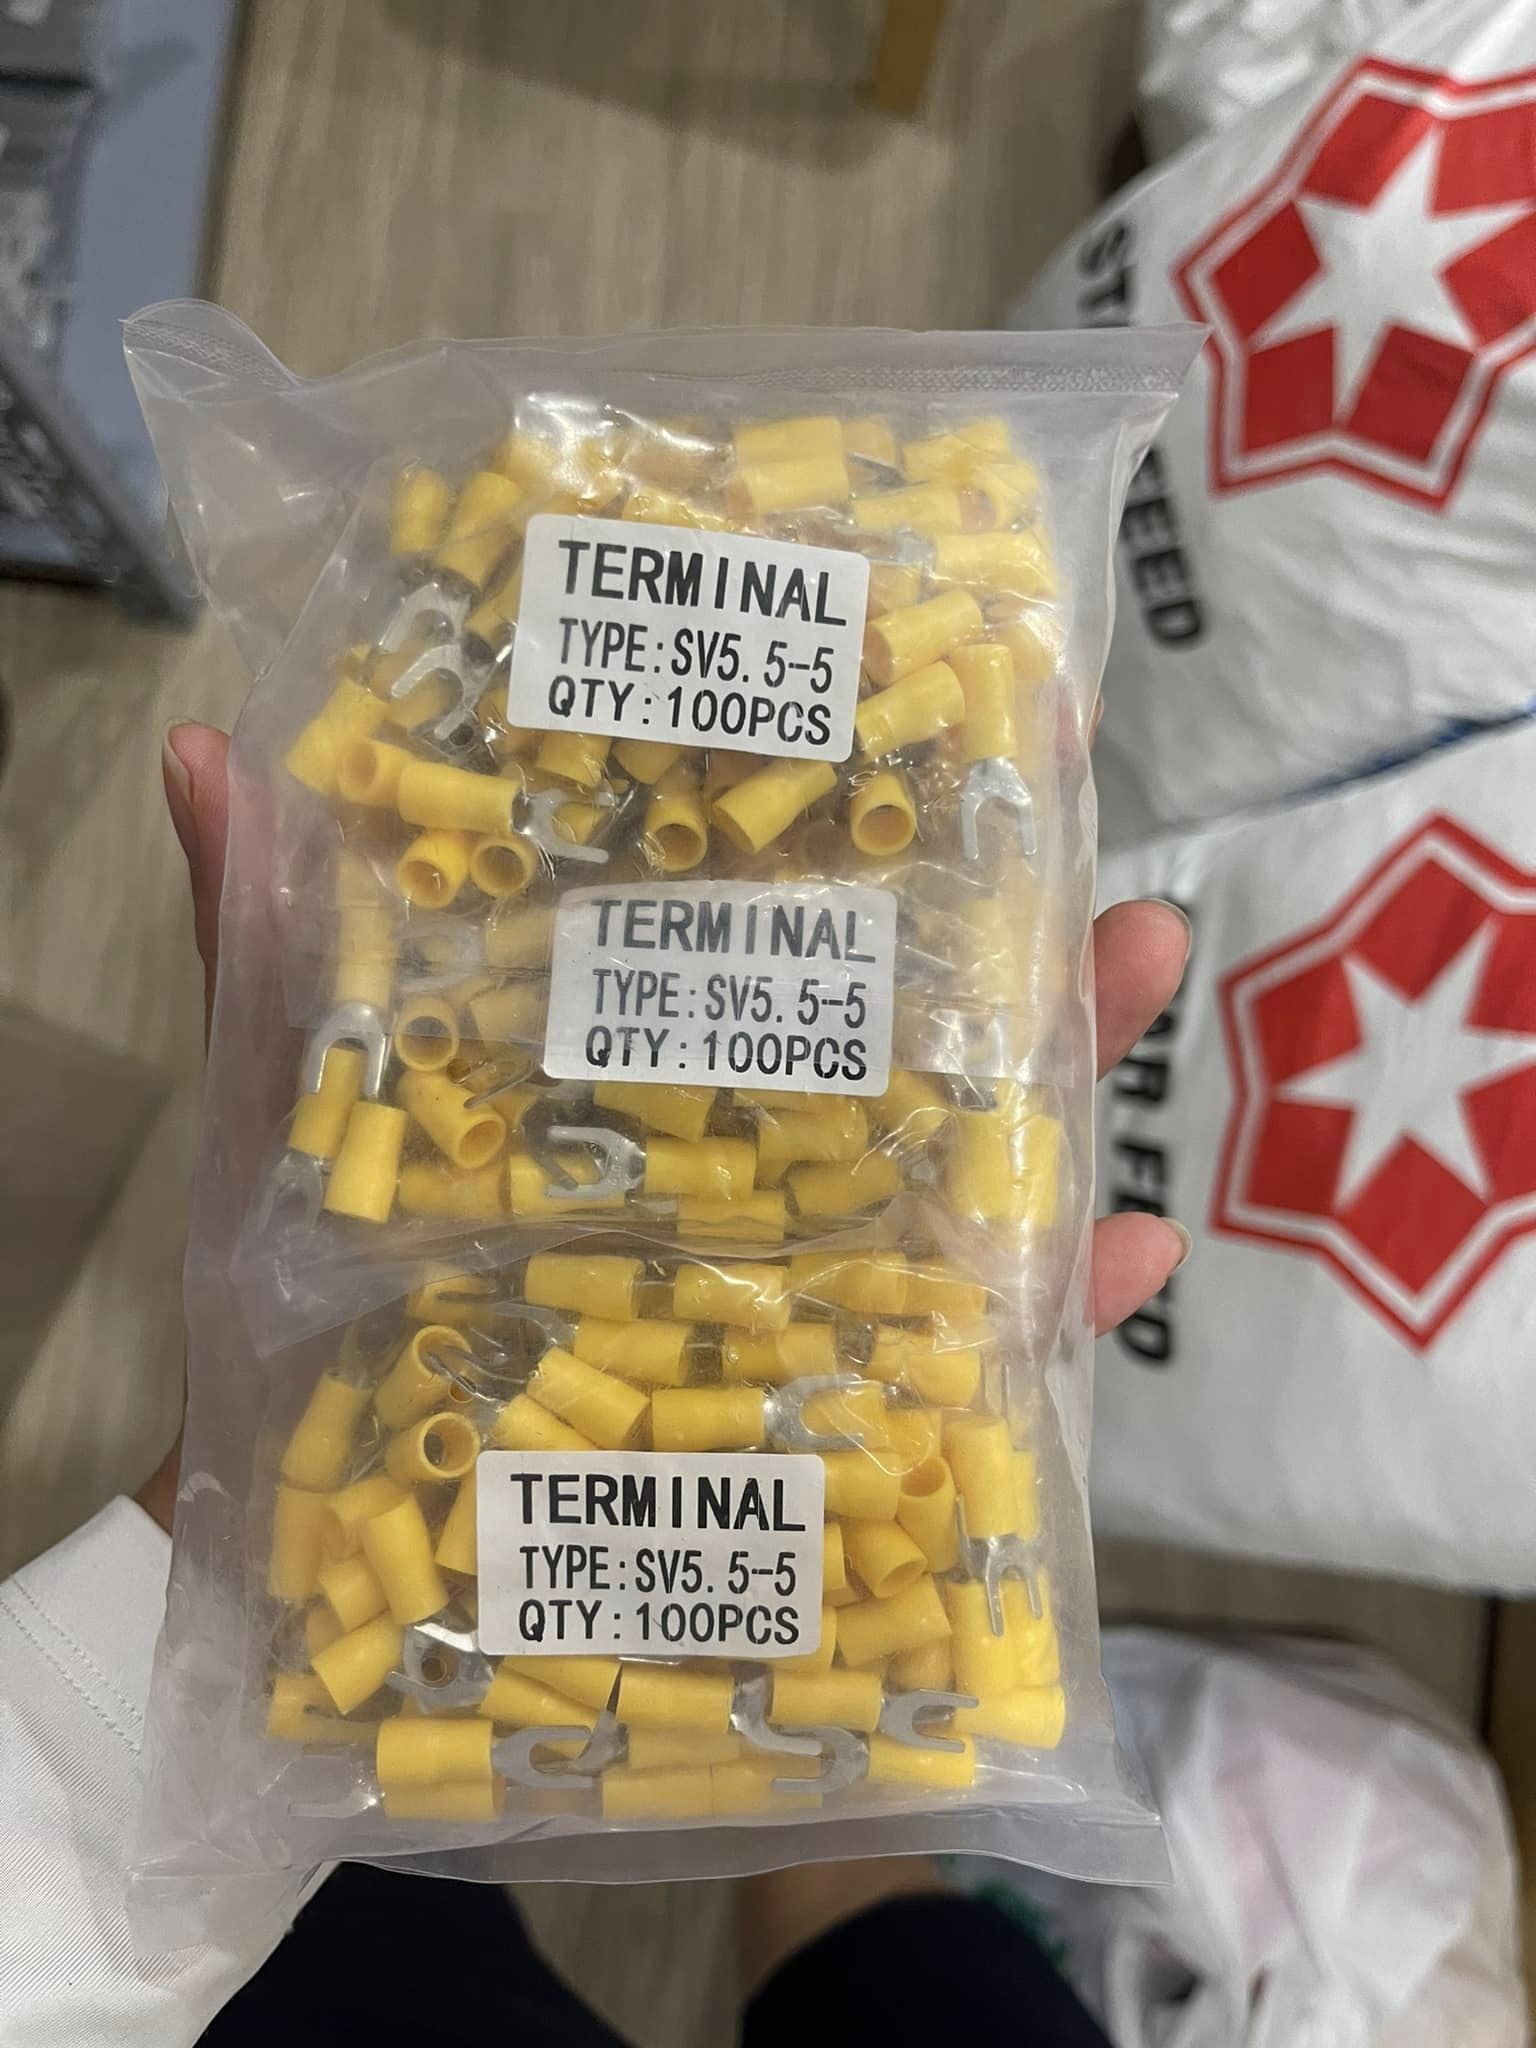 TERMINAL
TYPE:SV5.5-5
QTY:100PCS
TERMINAL
TYPE:SV5.5-5
QTY:100PCS
TERMINAL
TYPE:SV5.5-5
QTY:100PCS
FEED
FEED